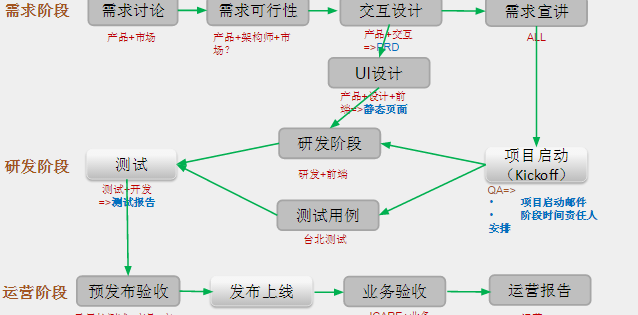 需求阶段
需求讨论
需求可行性
交互设计
需求宣讲
产品+市场
产品+架构师+市
场?
产品+交互
=>PRD
ALL
UI设计
产品+设计+前
端=>静态页面
研发阶段
研发阶段
研发+前端
测试
测试+开发
=>测试报告
项目启动
（Kickoff）
QA=>
• 项目启动邮件
• 阶段时间责任人
安排
测试用例
台北测试
运营阶段
预发布验收
发布上线
业务验收
运营报告